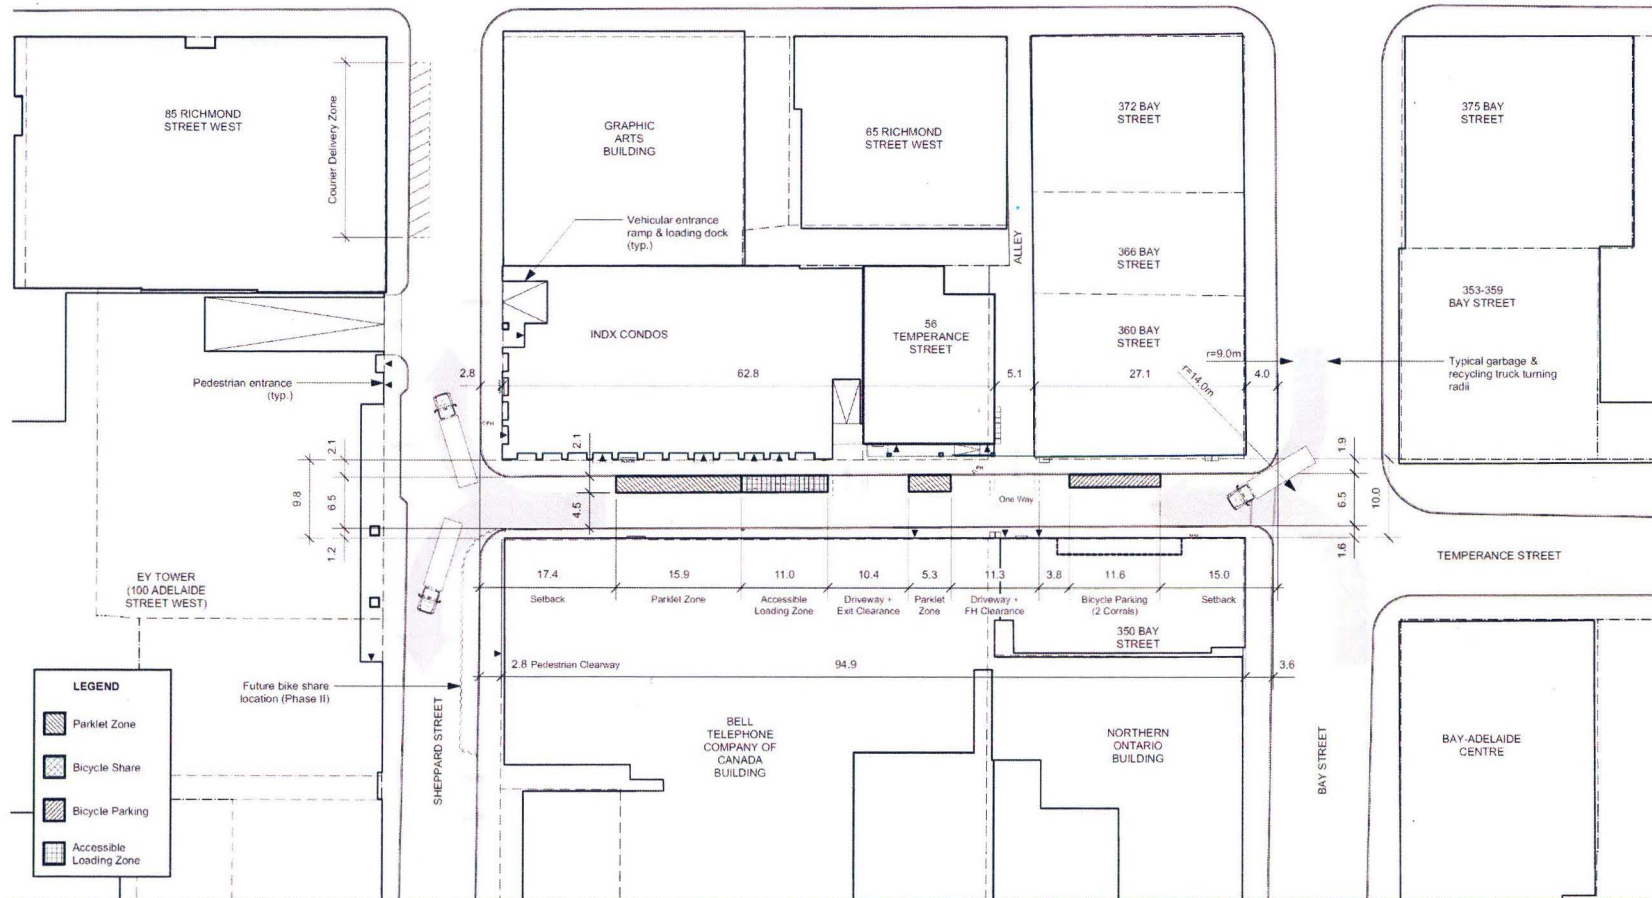 85 RICHMOND
STREET WEST
Courier Delivery Zone
GRAPHIC
ARTS
BUILDING
65 RICHMOND
STREET WEST
372 BAY
STREET
375 BAY
STREET
Vehicular entrance
ramp & loading dock
(typ.)
ALLEY
366 BAY
STREET
353-359
BAY STREET
INDX CONDOS
56
TEMPERANCE
STREET
360 BAY
STREET
r=9.0m
r=14.0m
Typical garbage &
recycling truck turning
radii
Pedestrian entrance
(typ.)
2.8
62.8
5.1
27.1
4.0
FH
2.1
2.1
1.9
FH
9.8
6.5
4.5
One Way
6.5
10.0
1.2
1.6
TEMPERANCE STREET
EY TOWER
(100 ADELAIDE
STREET WEST)
17.4
15.9
11.0
10.4
5.3
11.3
3.8
11.6
15.0
Setback
Parklet Zone
Accessible
Loading Zone
Driveway +
Exit Clearance
Parklet
Zone
Driveway +
FH Clearance
Bicycle Parking
(2 Corrals)
Setback
350 BAY
STREET
2.8 Pedestrian Clearway
94.9
3.6
Future bike share
location (Phase II)
SHEPPARD STREET
BELL
TELEPHONE
COMPANY OF
CANADA
BUILDING
NORTHERN
ONTARIO
BUILDING
BAY STREET
BAY-ADELAIDE
CENTRE
LEGEND
Parklet Zone
Bicycle Share
Bicycle Parking
Accessible
Loading Zone